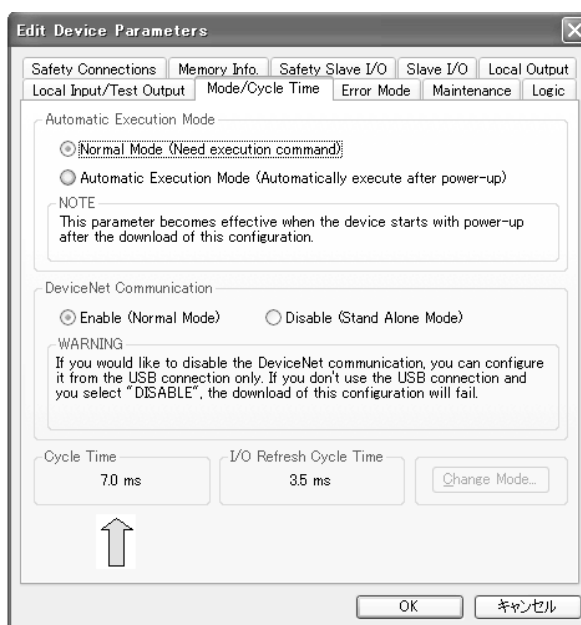 Edit Device Parameters
Safety Connections Memory Info. Safety Slave I/O Slave I/O Local Output
Local Input/Test Output Mode/Cycle Time Error Mode Maintenance Logic
Automatic Execution Mode
Normal Mode (Need execution command)
Automatic Execution Mode (Automatically execute after power-up)
NOTE
This parameter becomes effective when the device starts with power-up
after the download of this configuration.
DeviceNet Communication
Enable (Normal Mode) Disable (Stand Alone Mode)
WARNING
If you would like to disable the DeviceNet communication, you can configure
it from the USB connection only. If you don't use the USB connection and
you select "DISABLE", the download of this configuration will fail.
Cycle Time I/O Refresh Cycle Time
7.0 ms 3.5 ms Change Mode...
OK キャンセル